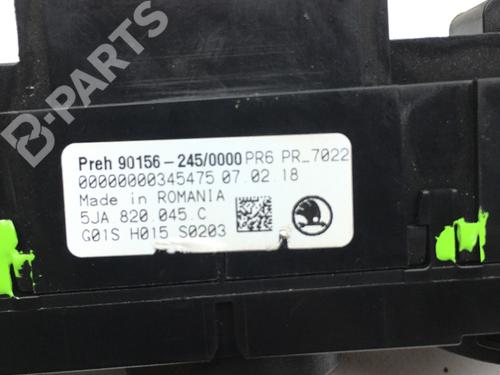 B-PARTS
Preh 90156-245/0000 PR6 PR_7022
00000000345475 07.02.18
Made in ROMANIA
5JA 820 045 C
G01S H015 S0203